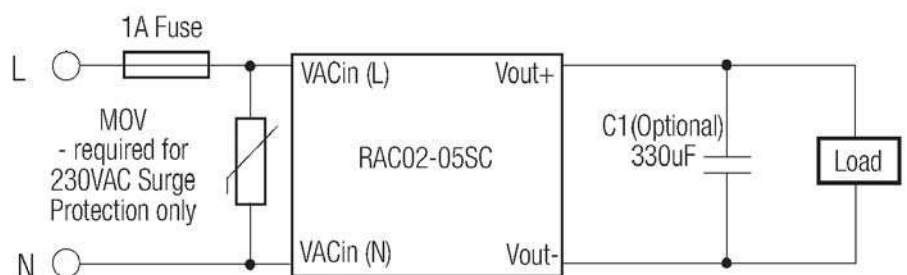 1A Fuse
L
VACin (L)
Vout+
MOV
- required for
230VAC Surge
Protection only
RAC02-05SC
C1(Optional)
330uF
Load
N
VACin (N)
Vout-